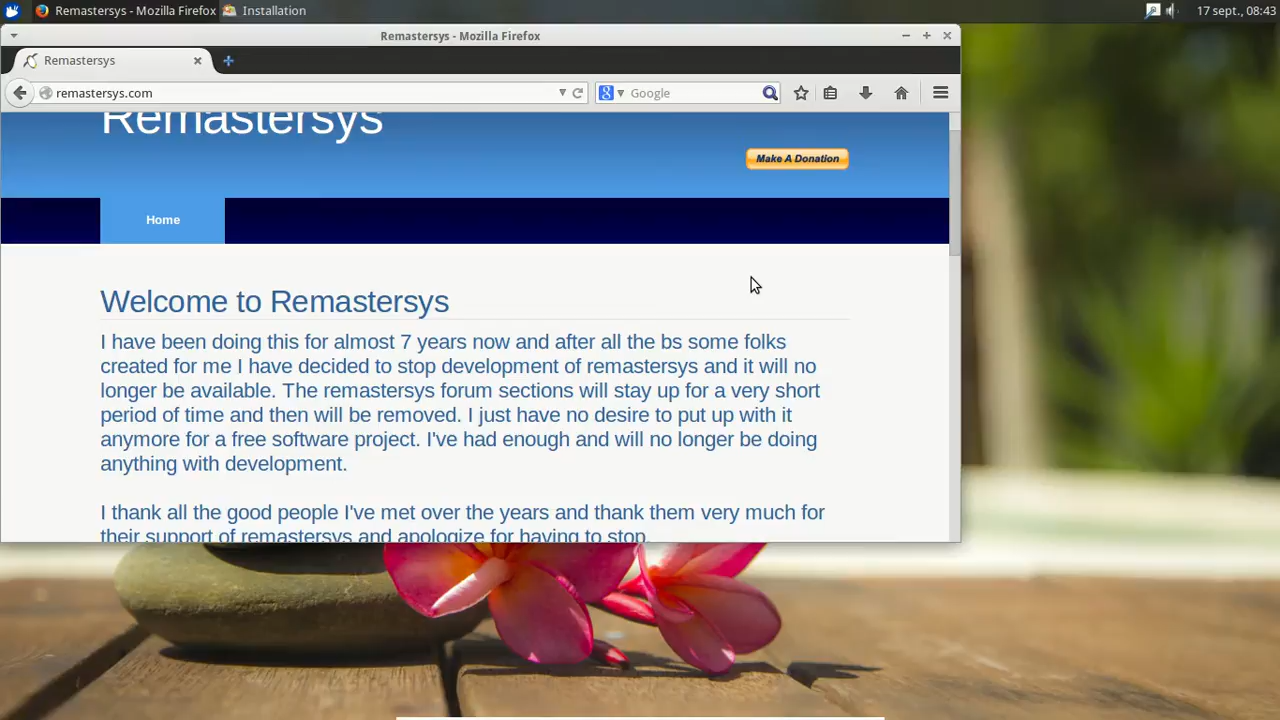 Remastersys - Mozilla Firefox
Installation
17 sept., 08:43
Remastersys - Mozilla Firefox
Remastersys
remastersys.com
Google
Remastersys
Make A Donation
Home
Welcome to Remastersys
I have been doing this for almost 7 years now and after all the bs some folks
created for me I have decided to stop development of remastersys and it will no
longer be available. The remastersys forum sections will stay up for a very short
period of time and then will be removed. I just have no desire to put up with it
anymore for a free software project. I've had enough and will no longer be doing
anything with development.
I thank all the good people I've met over the years and thank them very much for
their support of remastersys and apologize for having to stop.